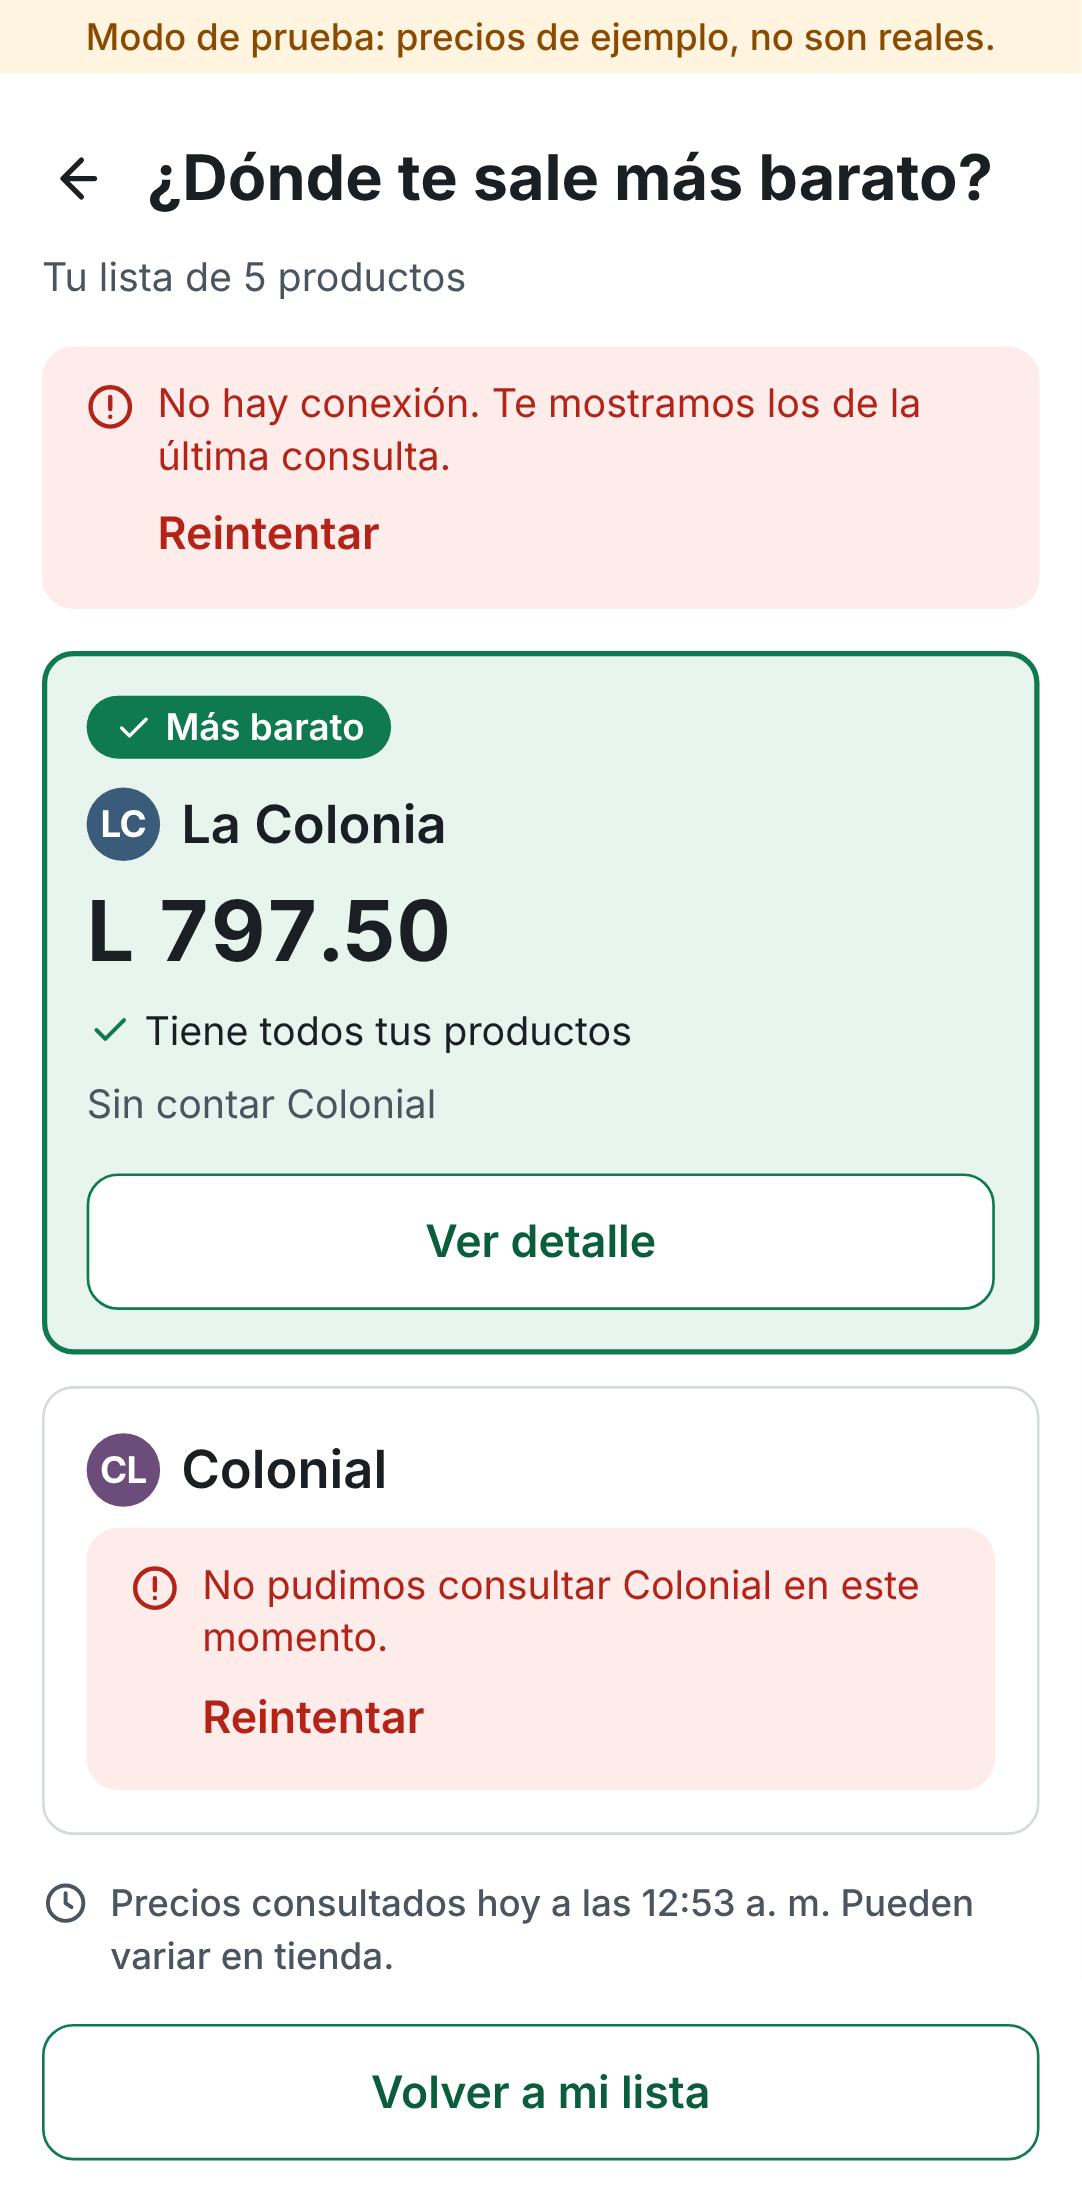 Modo de prueba: precios de ejemplo, no son reales.
¿Dónde te sale más barato?
Tu lista de 5 productos
No hay conexión. Te mostramos los de la
última consulta.
Reintentar
Más barato
LC La Colonia
L 797.50
Tiene todos tus productos
Sin contar Colonial
Ver detalle
CL Colonial
No pudimos consultar Colonial en este
momento.
Reintentar
Precios consultados hoy a las 12:53 a. m. Pueden
variar en tienda.
Volver a mi lista